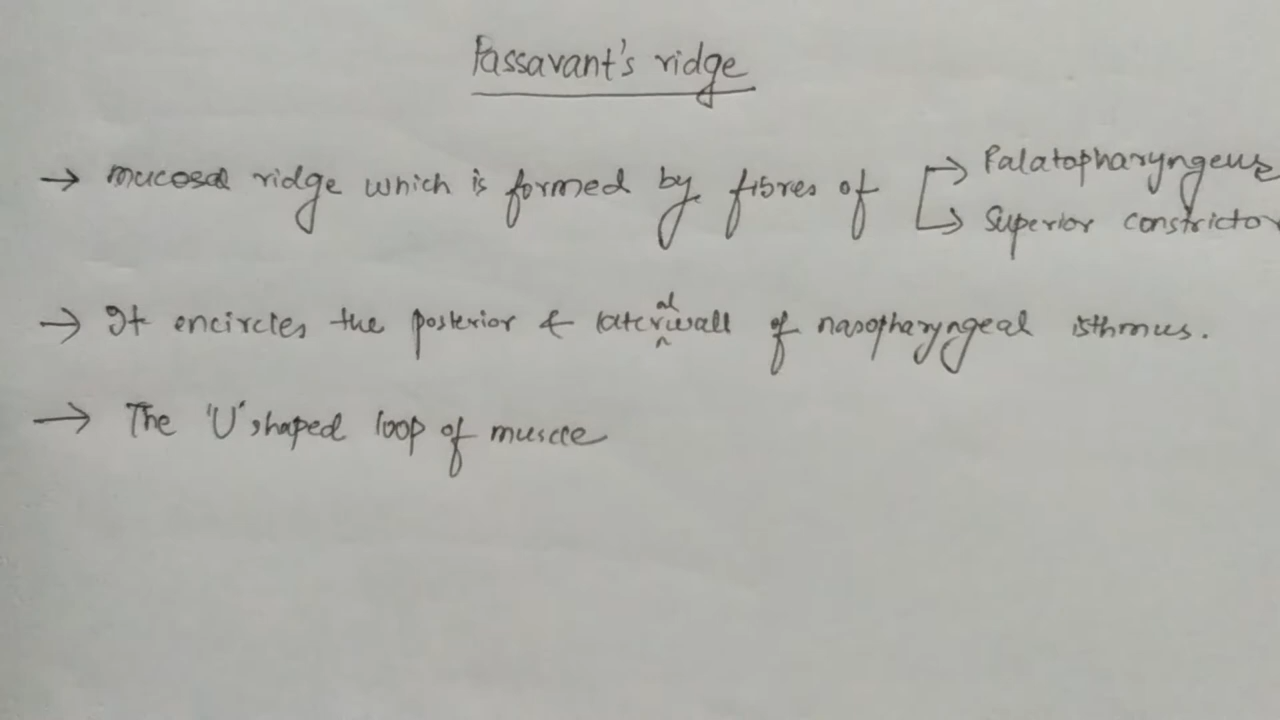 Passavant's ridge
→ mucosal ridge which is formed by fibres of → Palatopharyngeus
→ Superior constrictor
→ It encircles the posterior & lateral wall of nasopharyngeal isthmus.
→ The 'U' shaped loop of muscle